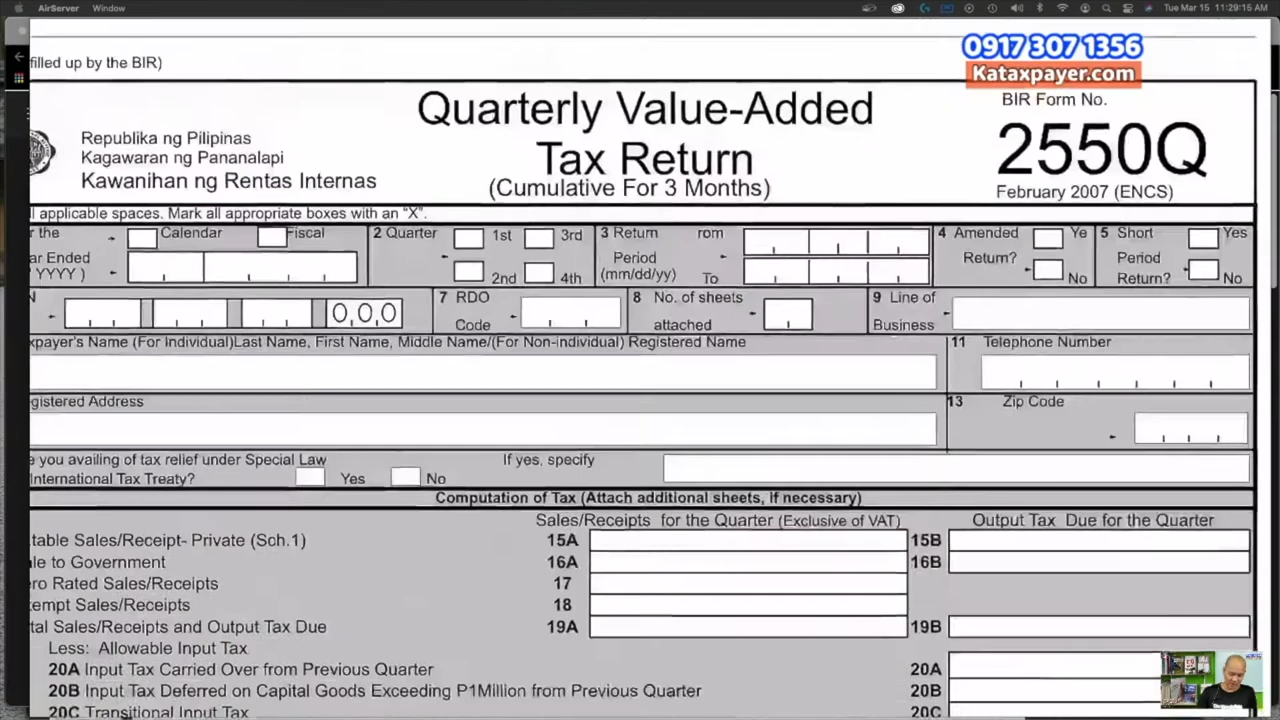 AirServer Window Tue Mar 15 11:29:15 AM
0917 307 1356
Kataxpayer.com
filled up by the BIR)
BIR Form No.
2550Q
February 2007 (ENCS)
Republika ng Pilipinas
Kagawaran ng Pananalapi
Kawanihan ng Rentas Internas
Quarterly Value-Added
Tax Return
(Cumulative For 3 Months)
ll applicable spaces. Mark all appropriate boxes with an “X”.
r the Calendar Fiscal 2 Quarter 1st 3rd 3 Return rom 4 Amended Ye 5 Short Yes
ar Ended Return? Period
YYYY ) 2nd 4th Period (mm/dd/yy) To No Return? No
N 0,0,0 7 RDO Code 8 No. of sheets attached 9 Line of Business
xpayer's Name (For Individual)Last Name, First Name, Middle Name/(For Non-individual) Registered Name 11 Telephone Number
gistered Address 13 Zip Code
e you availing of tax relief under Special Law If yes, specify
International Tax Treaty? Yes No
Computation of Tax (Attach additional sheets, if necessary)
Sales/Receipts for the Quarter (Exclusive of VAT) Output Tax Due for the Quarter
table Sales/Receipt- Private (Sch.1) 15A 15B
le to Government 16A 16B
ero Rated Sales/Receipts 17
empt Sales/Receipts 18
tal Sales/Receipts and Output Tax Due 19A 19B
Less: Allowable Input Tax
20A Input Tax Carried Over from Previous Quarter 20A
20B Input Tax Deferred on Capital Goods Exceeding P1Million from Previous Quarter 20B
20C Transitional Input Tax 20C